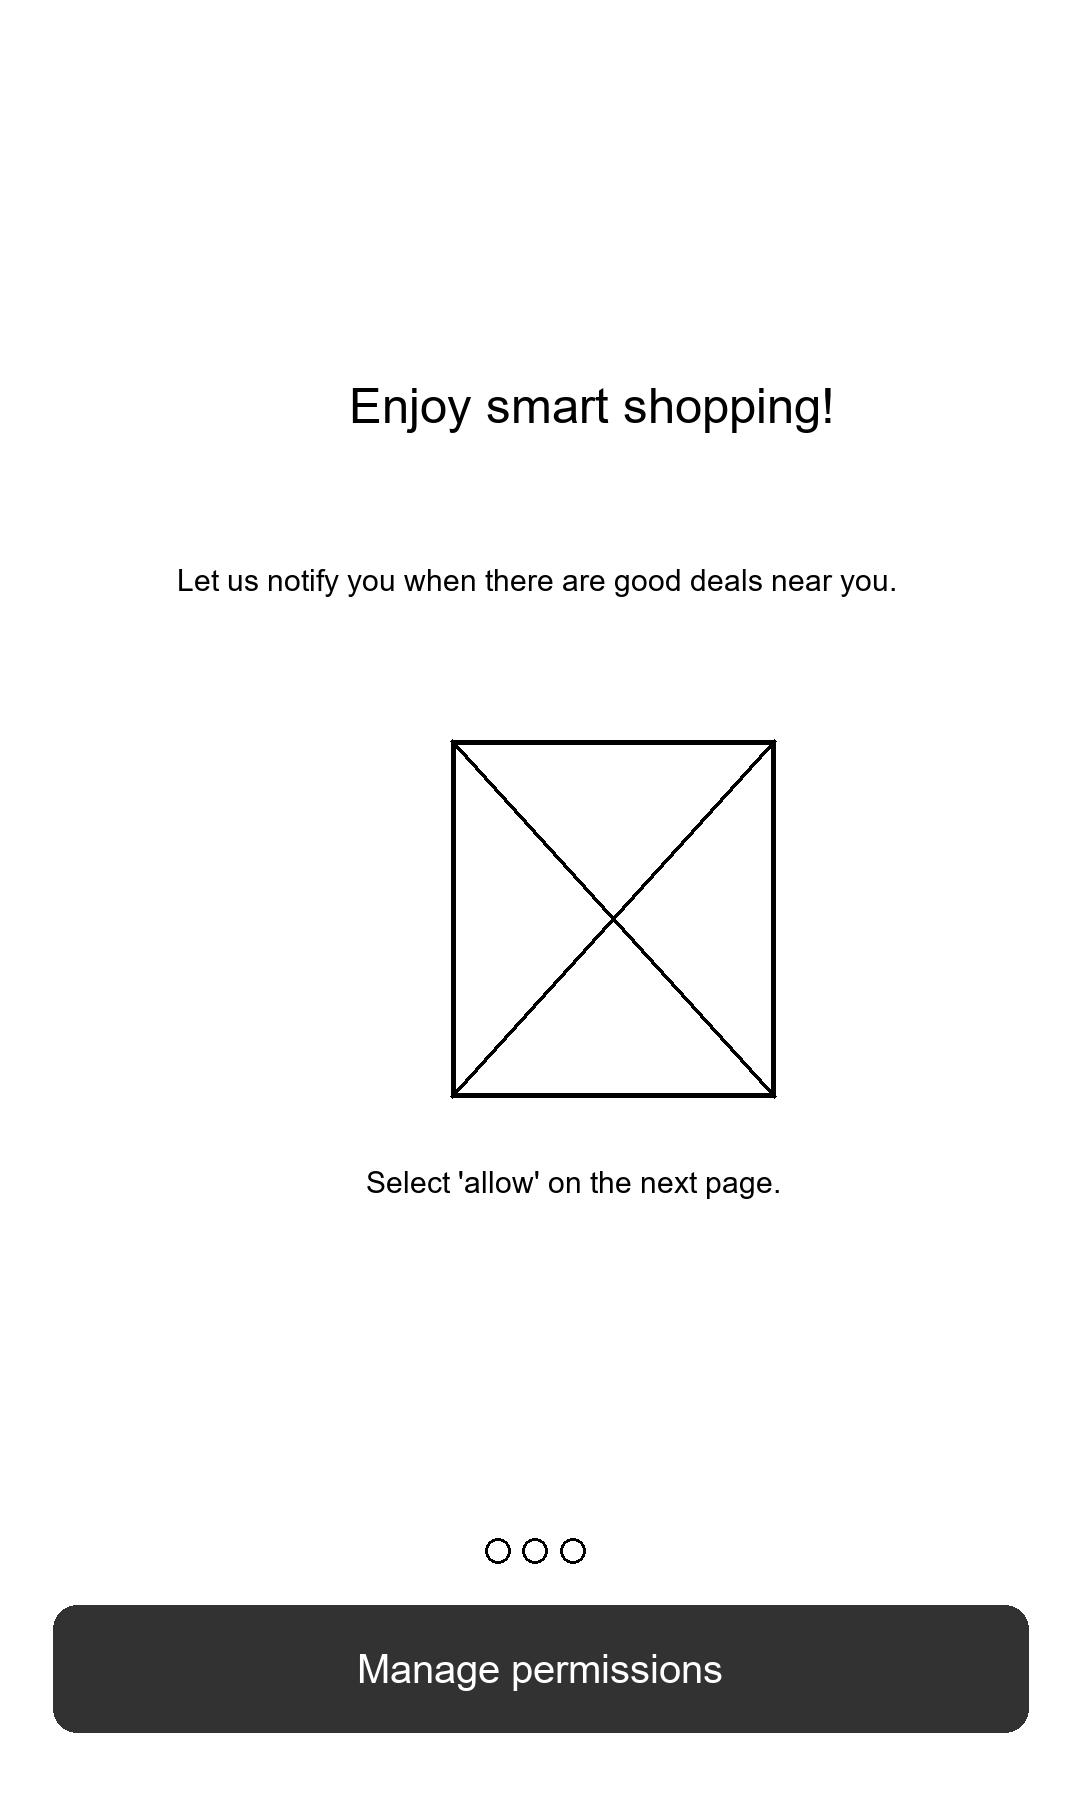 Enjoy smart shopping!
Let us notify you when there are good deals near you.
Select 'allow' on the next page.
Manage permissions